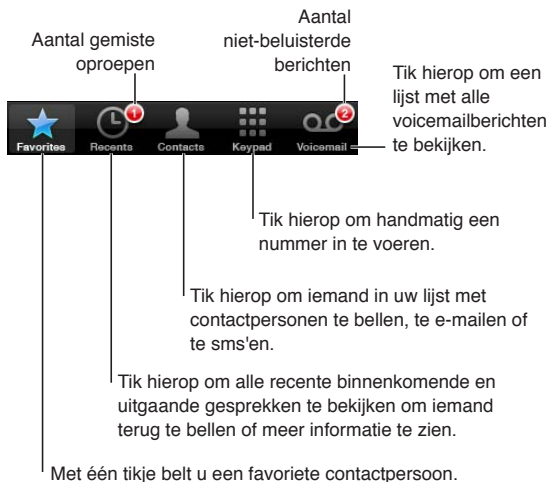 Aantal gemiste
oproepen
Aantal
niet-beluisterde
berichten
Tik hierop om een
lijst met alle
voicemailberichten
te bekijken.
1
2
Favorites Recents Contacts Keypad Voicemail
Tik hierop om handmatig een
nummer in te voeren.
Tik hierop om iemand in uw lijst met
contactpersonen te bellen, te e-mailen of
te sms'en.
Tik hierop om alle recente binnenkomende en
uitgaande gesprekken te bekijken om iemand
terug te bellen of meer informatie te zien.
Met één tikje belt u een favoriete contactpersoon.